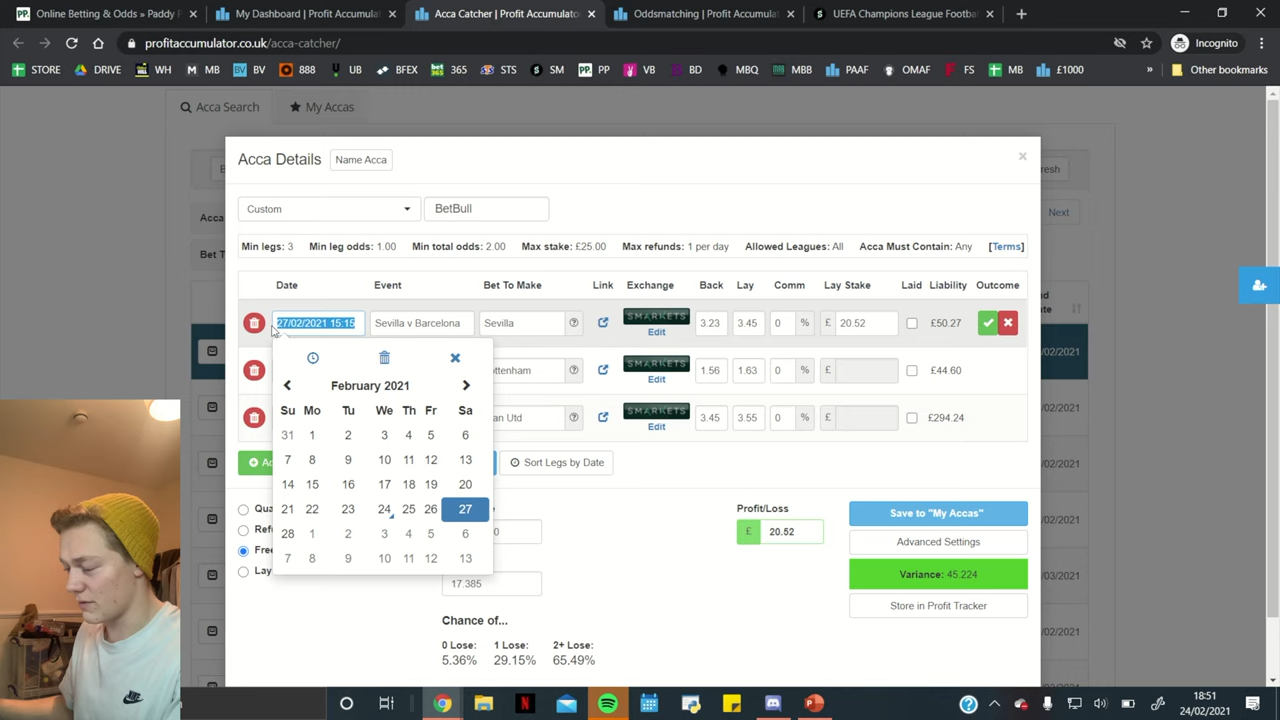 Online Betting & Odds » Paddy P
My Dashboard | Profit Accumulat
Acca Catcher | Profit Accumulato
Oddsmatching | Profit Accumulat
UEFA Champions League Footba
profitaccumulator.co.uk/acca-catcher/
Incognito
STORE DRIVE WH MB BV 888 UB BFEX 365 STS SM PP VB BD MBQ MBB PAAF OMAF FS MB £1000 » Other bookmarks
Acca Search My Accas
resh
Acca Details Name Acca
Custom BetBull
Acca Next
Min legs: 3 Min leg odds: 1.00 Min total odds: 2.00 Max stake: £25.00 Max refunds: 1 per day Allowed Leagues: All Acca Must Contain: Any [Terms]
Bet T
Date Event Bet To Make Link Exchange Back Lay Comm Lay Stake Laid Liability Outcome
27/02/2021 15:15 Sevilla v Barcelona Sevilla SMARKETS Edit 3.23 3.45 0 % £ 20.52 £50.27
ttenham SMARKETS Edit 1.56 1.63 0 % £ £44.60
an Utd SMARKETS Edit 3.45 3.55 0 % £ £294.24
February 2021
Su Mo Tu We Th Fr Sa
31 1 2 3 4 5 6
7 8 9 10 11 12 13
14 15 16 17 18 19 20
21 22 23 24 25 26 27
28 1 2 3 4 5 6
7 8 9 10 11 12 13
Sort Legs by Date
Qua
Ref
Free
Lay
17.385
Profit/Loss
£ 20.52
Save to "My Accas"
Advanced Settings
Variance: 45.224
Store in Profit Tracker
Chance of...
0 Lose: 1 Lose: 2+ Lose:
5.36% 29.15% 65.49%
18:51
24/02/2021